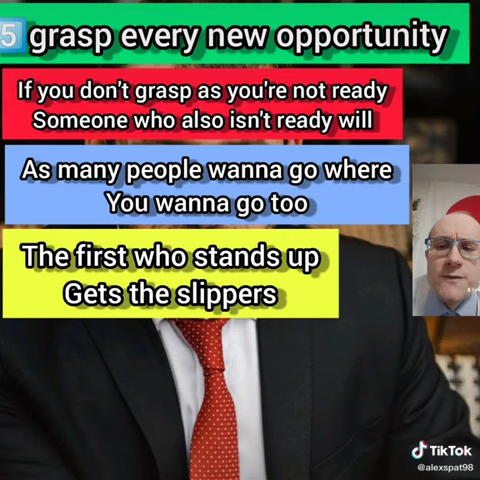 5 grasp every new opportunity
If you don't grasp as you're not ready
Someone who also isn't ready will
As many people wanna go where
You wanna go too
The first who stands up
Gets the slippers
TikTok
@alexspat98